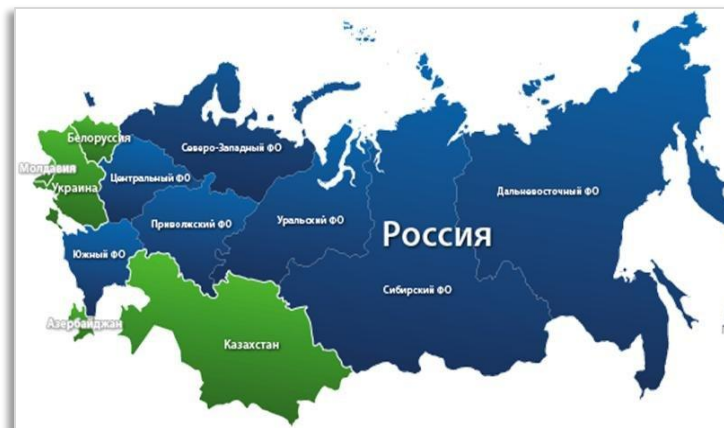 Белоруссия
Северо-Западный ФО
Молдавия
Украина
Центральный ФО
Дальневосточный ФО
Приволжский ФО
Уральский ФО
Россия
Южный ФО
Сибирский ФО
Азербайджан
Казахстан